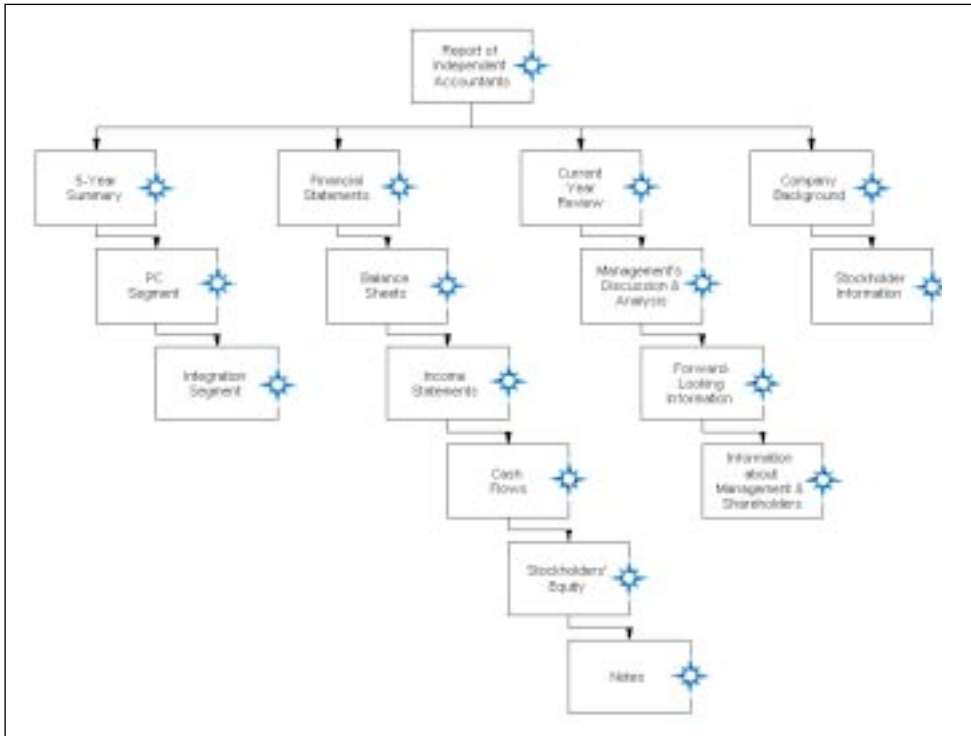 Report of
Independent
Accountants
5-Year
Summary
Financial
Statements
Current
Year
Review
Company
Background
PC
Segment
Balance
Sheets
Management's
Discussion &
Analysis
Stockholder
Information
Integration
Segment
Income
Statements
Forward-
Looking
Information
Cash
Flows
Information
about
Management &
Shareholders
Stockholders'
Equity
Notes